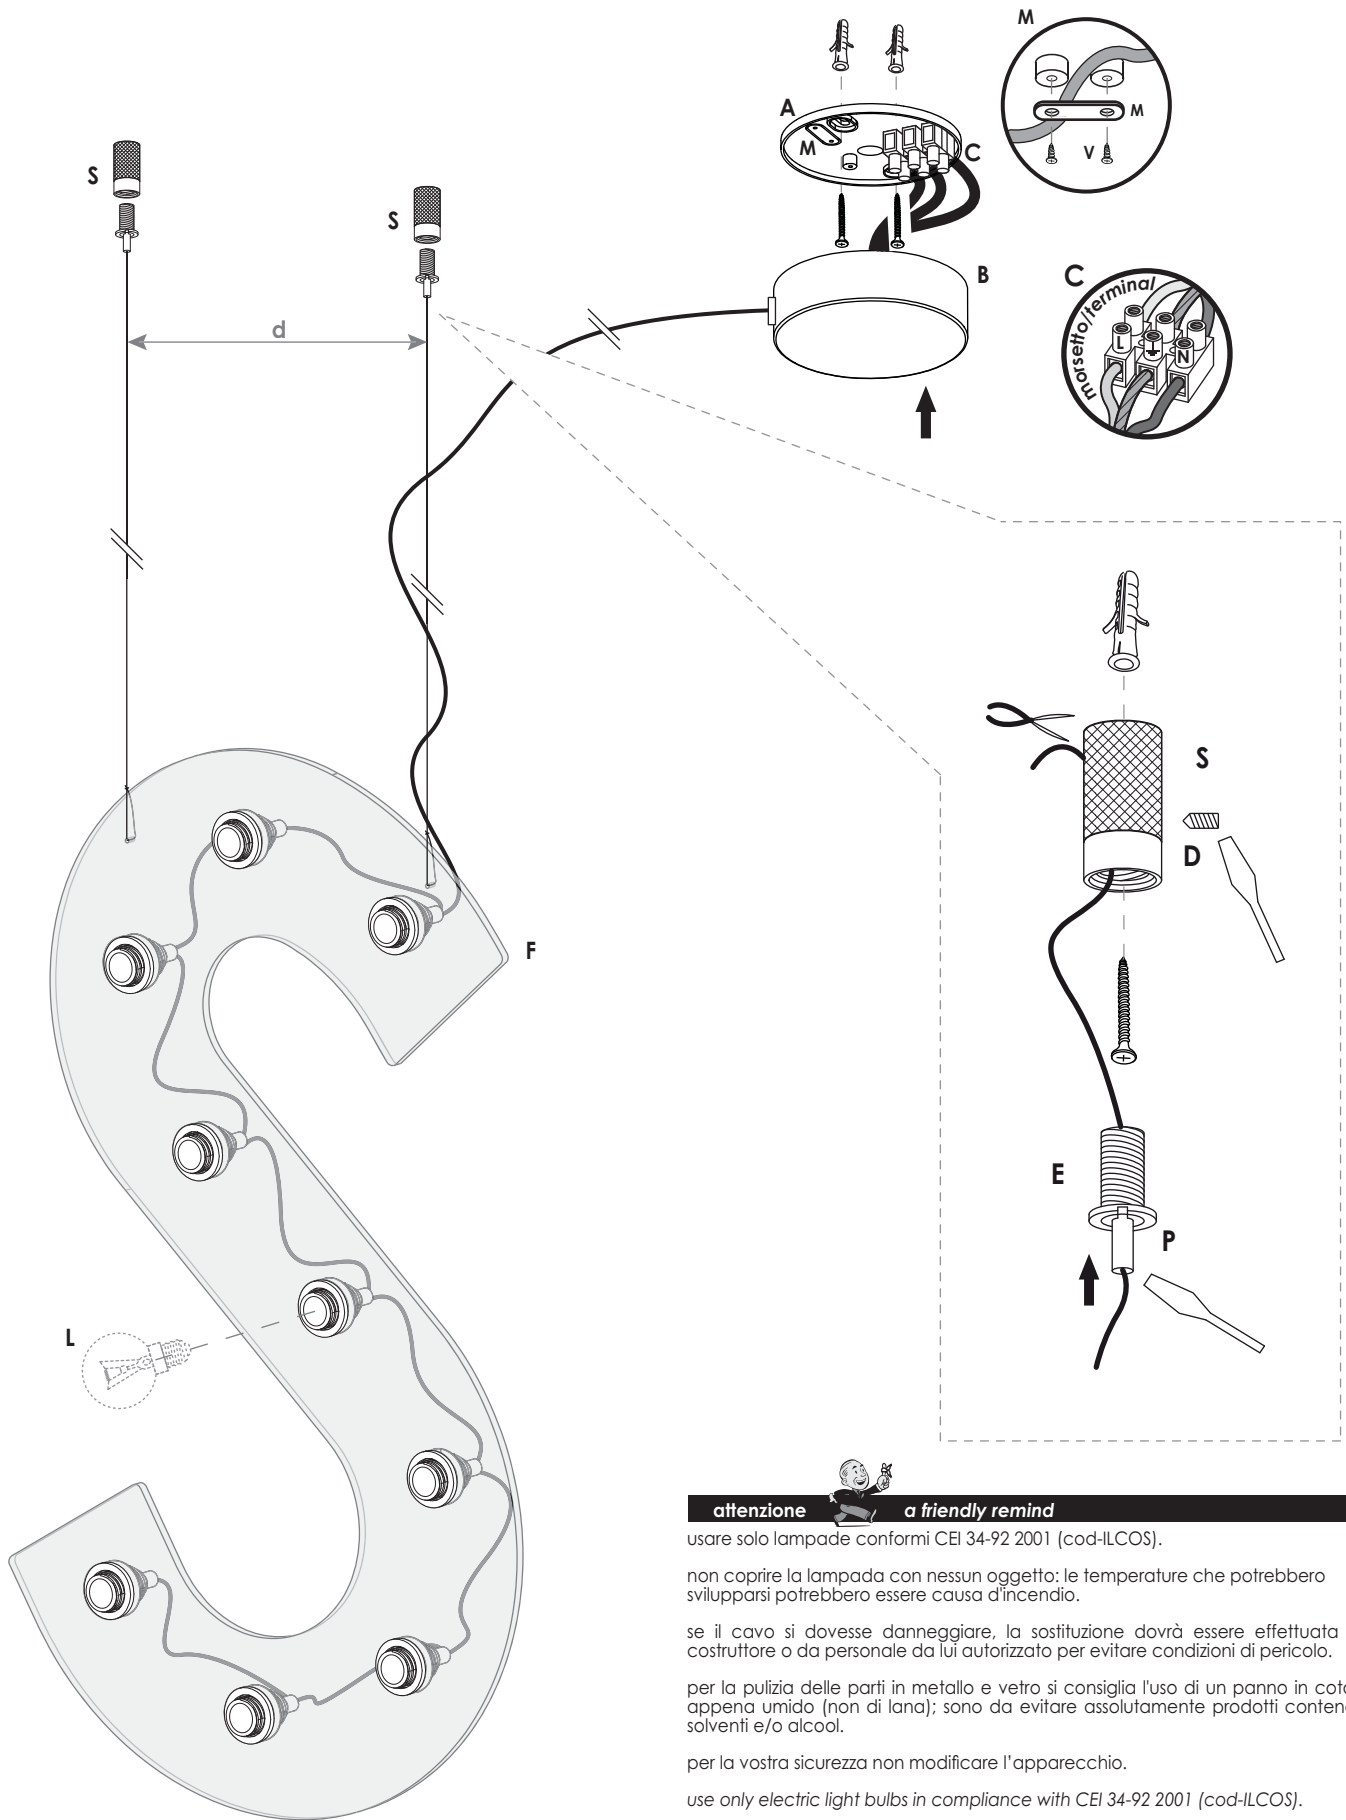 M
A
M
V
M
C
S
S
B
C
morsetto/terminal
L
N
d
S
D
F
E
P
L
attenzione a friendly remind
usare solo lampade conformi CEI 34-92 2001 (cod-ILCOS).
non coprire la lampada con nessun oggetto: le temperature che potrebbero
svilupparsi potrebbero essere causa d'incendio.
se il cavo si dovesse danneggiare, la sostituzione dovrà essere effettuata
costruttore o da personale da lui autorizzato per evitare condizioni di pericolo.
per la pulizia delle parti in metallo e vetro si consiglia l'uso di un panno in coto
appena umido (non di lana); sono da evitare assolutamente prodotti contene
solventi e/o alcool.
per la vostra sicurezza non modificare l'apparecchio.
use only electric light bulbs in compliance with CEI 34-92 2001 (cod-ILCOS).